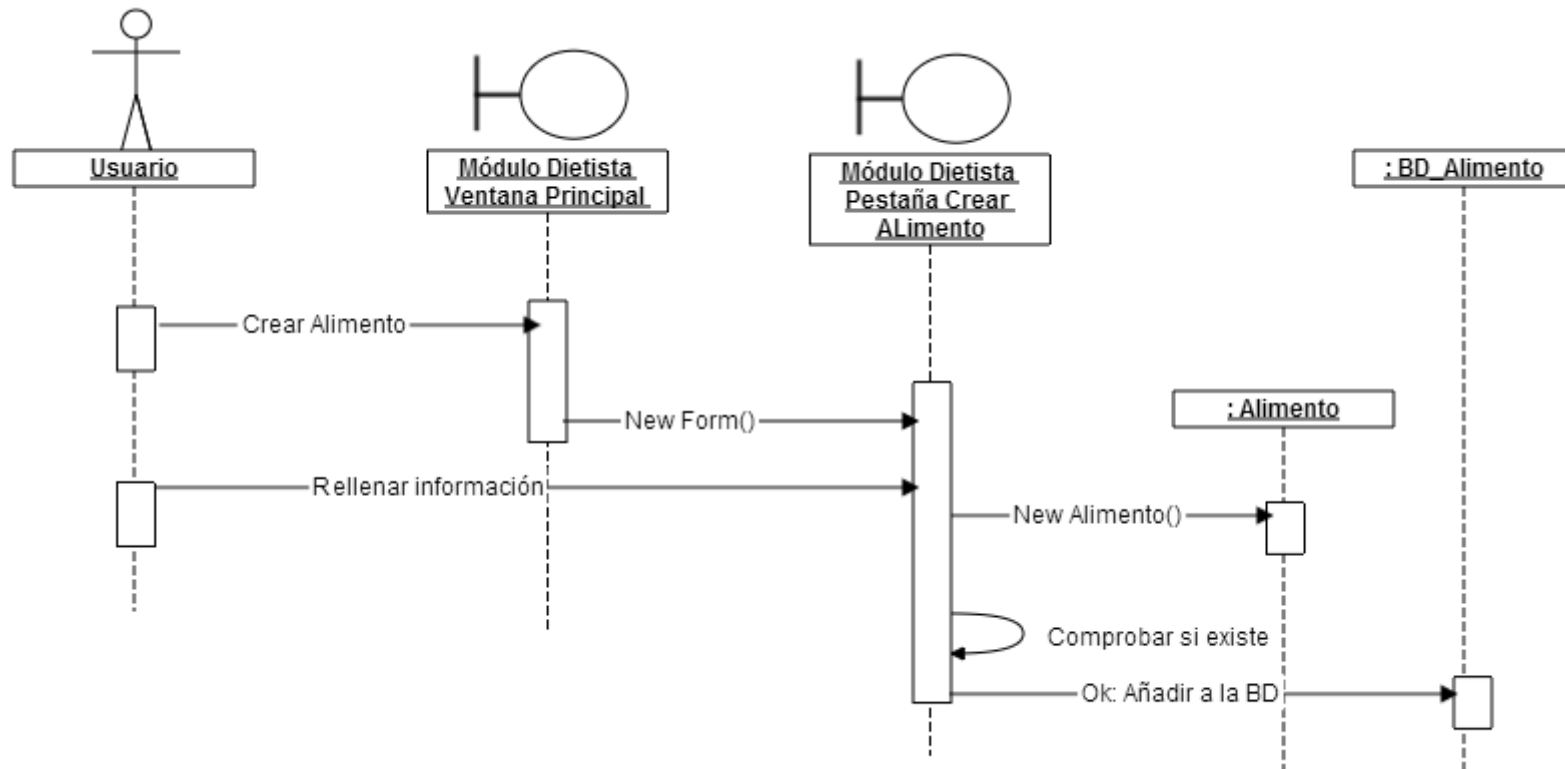 Usuario
Módulo Dietista
Ventana Principal
Módulo Dietista
Pestaña Crear
ALimento
: BD_Alimento
Crear Alimento
: Alimento
New Form()
Rellenar información
New Alimento()
Comprobar si existe
Ok: Añadir a la BD